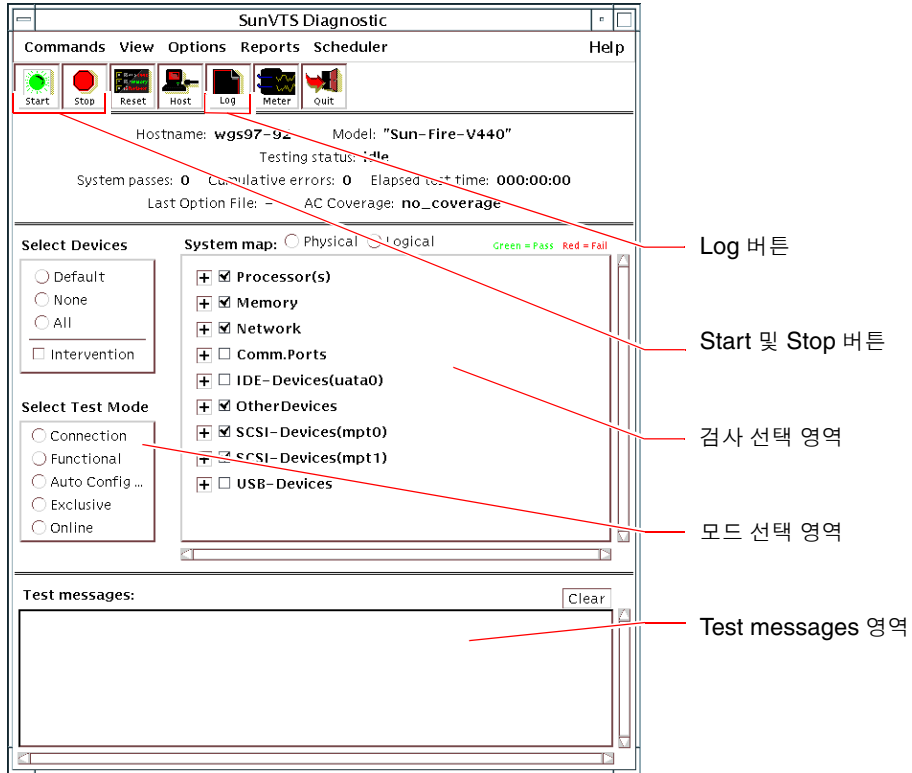 SunVTS Diagnostic
Commands View Options Reports Scheduler Help
Start Stop Reset Host Log Meter Quit
Hostname: wgs97-92 Model: "Sun-Fire-V440"
Testing status: idle
System passes: 0 Cumulative errors: 0 Elapsed test time: 000:00:00
Last Option File: - AC Coverage: no_coverage
Log 버튼
Select Devices
System map: Physical Logical
Green = Pass Red = Fail
Default
None
All
Intervention
Processor(s)
Memory
Network
Comm.Ports
IDE-Devices(uata0)
OtherDevices
SCSI-Devices(mpt0)
SCSI-Devices(mpt1)
USB-Devices
Start 및 Stop 버튼
Select Test Mode
Connection
Functional
Auto Config ...
Exclusive
Online
검사 선택 영역
모드 선택 영역
Test messages:
Clear
Test messages 영역